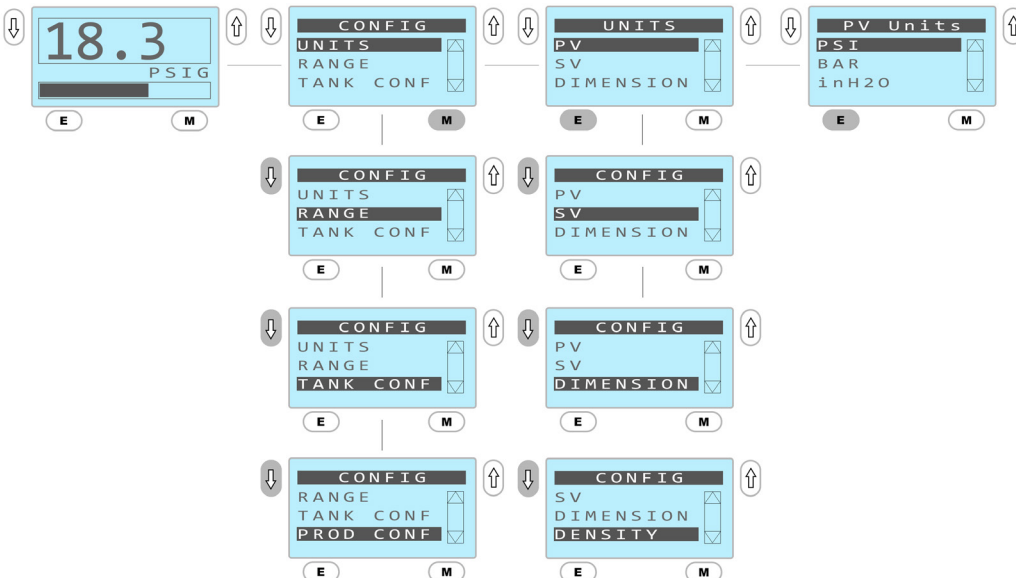 18.3
PSIG
E M
CONFIG
UNITS
RANGE
TANK CONF
E M
UNITS
PV
SV
DIMENSION
E M
PV Units
PSI
BAR
inH2O
E M
CONFIG
UNITS
RANGE
TANK CONF
E M
CONFIG
PV
SV
DIMENSION
E M
CONFIG
UNITS
RANGE
TANK CONF
E M
CONFIG
PV
SV
DIMENSION
E M
CONFIG
RANGE
TANK CONF
PROD CONF
E M
CONFIG
SV
DIMENSION
DENSITY
E M